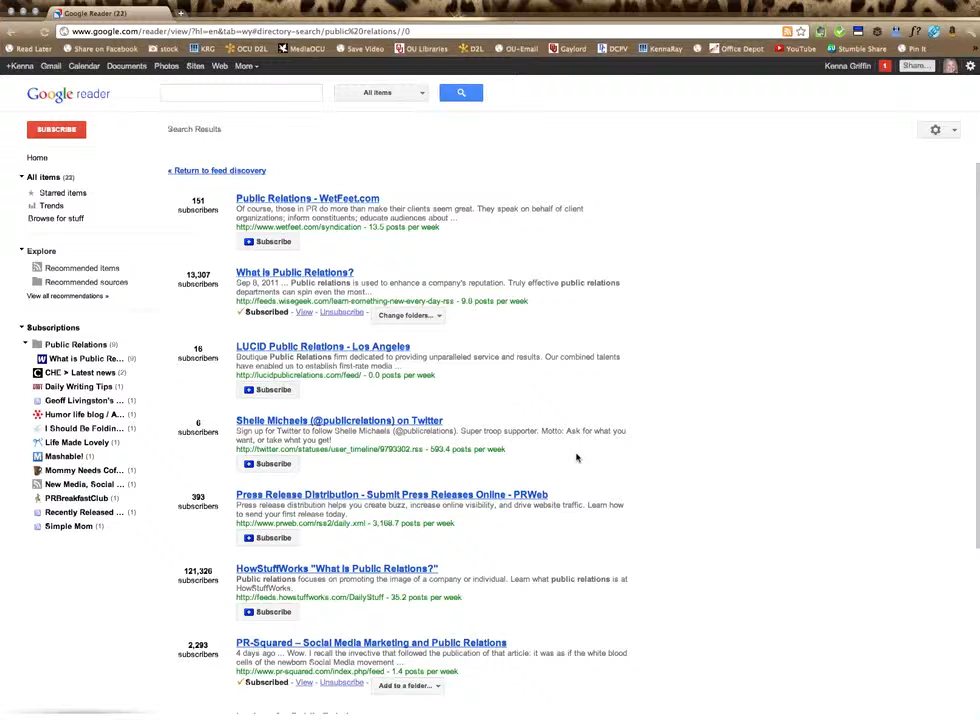 Google Reader (22)
www.google.com/reader/view/?hl=en&tab=wy#directory-search/public%20relations//0
Read Later Share on Facebook stock KRG OCU D2L MediaOCU Save Video OU Libraries D2L OU-Email Gaylord DCPV KennaRay Office Depot YouTube Stumble Share Pin It
+Kenna Gmail Calendar Documents Photos Sites Web More Kenna Griffin 1 Share...
Google reader All items
SUBSCRIBE
Search Results
Home
All items (22)
Starred items
Trends
Browse for stuff
Explore
Recommended items
Recommended sources
View all recommendations »
Subscriptions
Public Relations (9)
What is Public Re... (9)
CHE > Latest news (2)
Daily Writing Tips (1)
Geoff Livingston's ... (1)
Humor life blog / A... (1)
I Should Be Foldin... (1)
Life Made Lovely (1)
Mashable! (1)
Mommy Needs Cof... (1)
New Media, Social ... (1)
PRBreakfastClub (1)
Recently Released ... (1)
Simple Mom (1)
« Return to feed discovery
151 subscribers
Public Relations - WetFeet.com
Of course, those in PR do more than make their clients seem great. They speak on behalf of client
organizations; inform constituents; educate audiences about ...
http://www.wetfeet.com/syndication - 13.5 posts per week
Subscribe
13,307 subscribers
What is Public Relations?
Sep 8, 2011 ... Public relations is used to enhance a company's reputation. Truly effective public relations
departments can spin even the most...
http://feeds.wisegeek.com/learn-something-new-every-day-rss - 9.8 posts per week
Subscribed - View - Unsubscribe - Change folders...
16 subscribers
LUCID Public Relations - Los Angeles
Boutique Public Relations firm dedicated to providing unparalleled service and results. Our combined talents
have enabled us to establish first-rate media ...
http://lucidpublicrelations.com/feed/ - 0.0 posts per week
Subscribe
6 subscribers
Shelle Michaels (@publicrelations) on Twitter
Sign up for Twitter to follow Shelle Michaels (@publicrelations). Super troop supporter. Motto: Ask for what you
want, or take what you get!
http://twitter.com/statuses/user_timeline/9793302.rss - 593.4 posts per week
Subscribe
393 subscribers
Press Release Distribution - Submit Press Releases Online - PRWeb
Press release distribution helps you create buzz, increase online visibility, and drive website traffic. Learn how
to send your first release today.
http://www.prweb.com/rss2/daily.xml - 3,168.7 posts per week
Subscribe
121,326 subscribers
HowStuffWorks "What is Public Relations?"
Public relations focuses on promoting the image of a company or individual. Learn what public relations is at
HowStuffWorks.
http://feeds.howstuffworks.com/DailyStuff - 35.2 posts per week
Subscribe
2,293 subscribers
PR-Squared – Social Media Marketing and Public Relations
4 days ago ... Wow. I recall the invective that followed the publication of that article: it was as if the white blood
cells of the newborn Social Media movement ...
http://www.pr-squared.com/index.php/feed - 1.4 posts per week
Subscribed - View - Unsubscribe - Add to a folder...